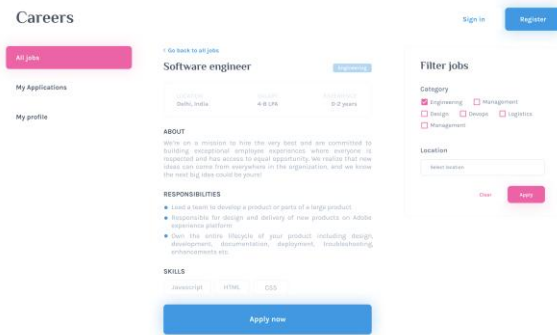 Careers
Sign in
Register
All jobs
My Applications
My profile
Go back to all jobs
Software engineer
Engineering
LOCATION
Delhi, India
SALARY
4-8 LPA
EXPERIENCE
0-2 years
ABOUT
We're on a mission to hire the very best and are committed to
building exceptional employee experiences where everyone is
respected and has access to equal opportunity. We realize that new
ideas can come from everywhere in the organization, and we know
the next big idea could be yours!
RESPONSIBILITIES
Lead a team to develop a product or parts of a large product
Responsible for design and delivery of new products on Adobe
experience platform
Own the entire lifecycle of your product including design,
development, documentation, deployment, troubleshooting,
enhancements etc.
SKILLS
Javascript
HTML
CSS
Apply now
Filter jobs
Category
Engineering
Management
Design
Devops
Logistics
Management
Location
Select location
Clear
Apply